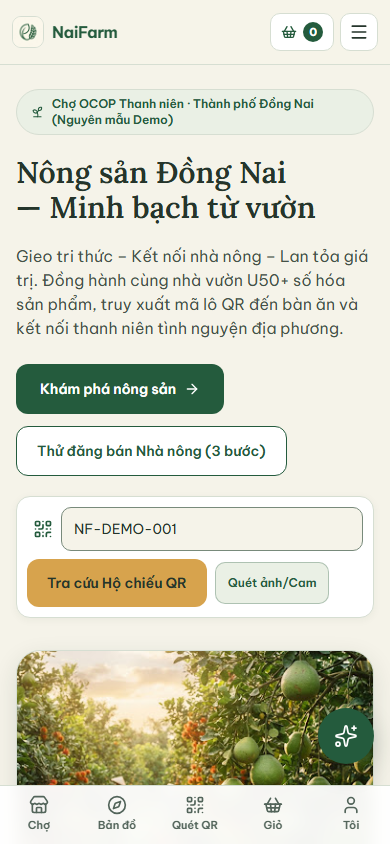 NaiFarm
0
Chợ OCOP Thanh niên · Thành phố Đồng Nai
(Nguyên mẫu Demo)
Nông sản Đồng Nai
— Minh bạch từ vườn
Gieo tri thức – Kết nối nhà nông – Lan tỏa giá
trị. Đồng hành cùng nhà vườn U50+ số hóa
sản phẩm, truy xuất mã lô QR đến bàn ăn và
kết nối thanh niên tình nguyện địa phương.
Khám phá nông sản →
Thử đăng bán Nhà nông (3 bước)
NF-DEMO-001
Tra cứu Hộ chiếu QR
Quét ảnh/Cam
Chợ
Bản đồ
Quét QR
Giỏ
Tôi